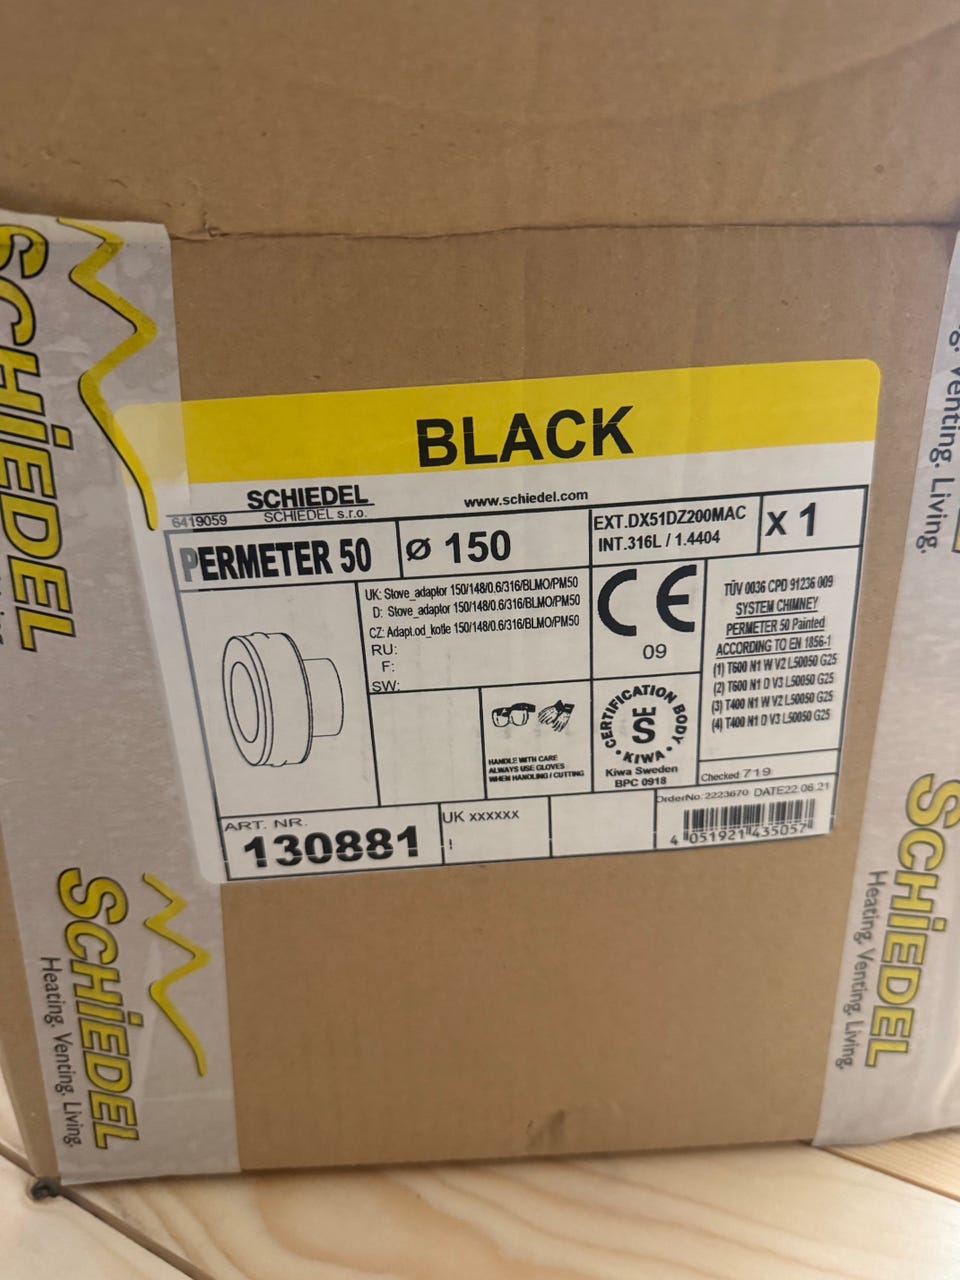 SCHiEDEL
BLACK
SCHIEDEL
SCHIEDEL s.r.o.
www.schiedel.com
6419059
PERMETER 50
Ø 150
EXT.DX51DZ200MAC
INT.316L / 1.4404
X 1
UK: Stove_adaptor 150/148/0.6/316/BLMO/PM50
D: Stove_adaptor 150/148/0.6/316/BLMO/PM50
CZ: Adapt.od_kotle 150/148/0.6/316/BLMO/PM50
RU:
F:
SW:
CE
09
TÜV 0036 CPD 91236 009
SYSTEM CHIMNEY
PERMETER 50 Painted
ACCORDING TO EN 1856-1
(1) T600 N1 W V2 L50050 G25
(2) T600 N1 D V3 L50050 G25
(3) T400 N1 W V2 L50050 G25
(4) T400 N1 D V3 L50050 G25
HANDLE WITH CARE
ALWAYS USE GLOVES
WHEN HANDLING / CUTTING
CERTIFICATION BODY
• KIWA •
Kiwa Sweden
BPC 0918
Checked 719
ART. NR.
130881
UK xxxxxx
!
OrderNo. 2223670 DATE22.06.21
4 051921 435057
SCHiEDEL
Heating. Venting. Living.
SCHiEDEL
Heating. Venting. Living.
Venting. Living.